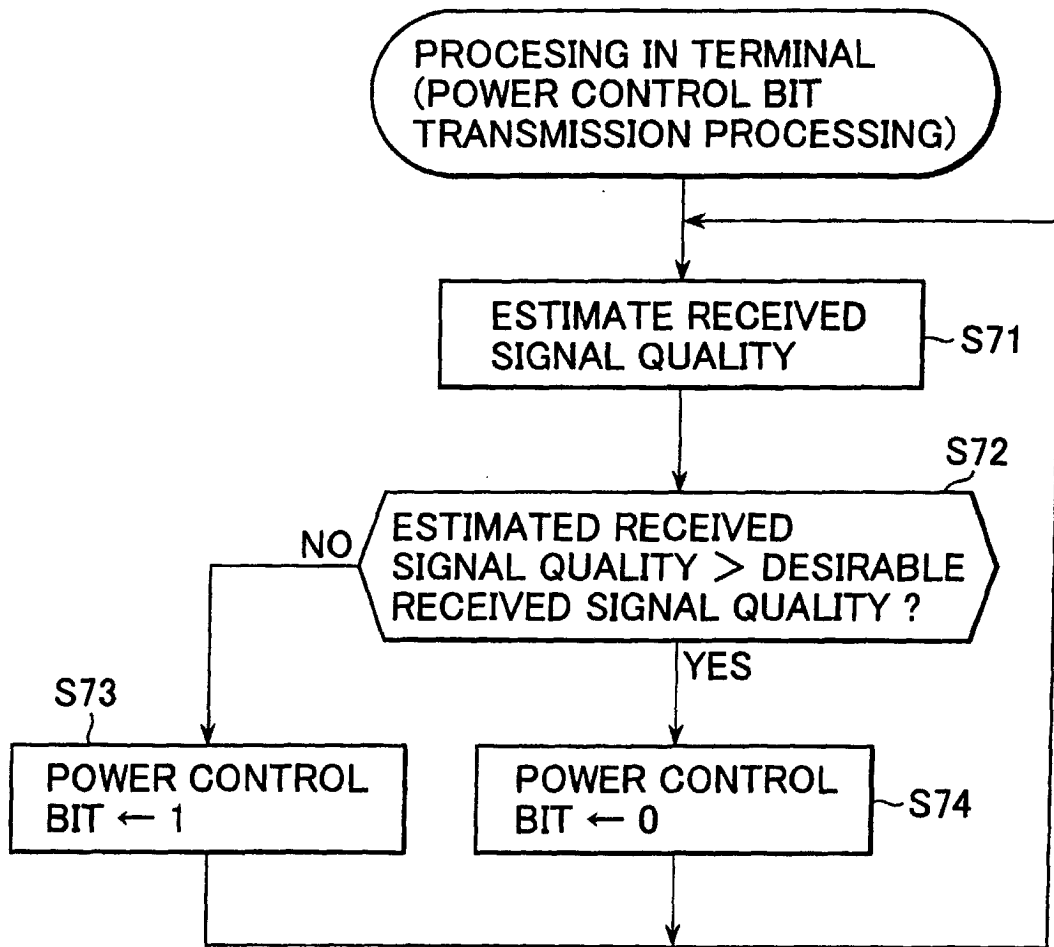 PROCESING IN TERMINAL
(POWER CONTROL BIT
TRANSMISSION PROCESSING)
ESTIMATE RECEIVED
SIGNAL QUALITY
S71
S72
ESTIMATED RECEIVED
SIGNAL QUALITY > DESIRABLE
RECEIVED SIGNAL QUALITY ?
NO
YES
S73
POWER CONTROL
BIT ← 1
POWER CONTROL
BIT ← 0
S74